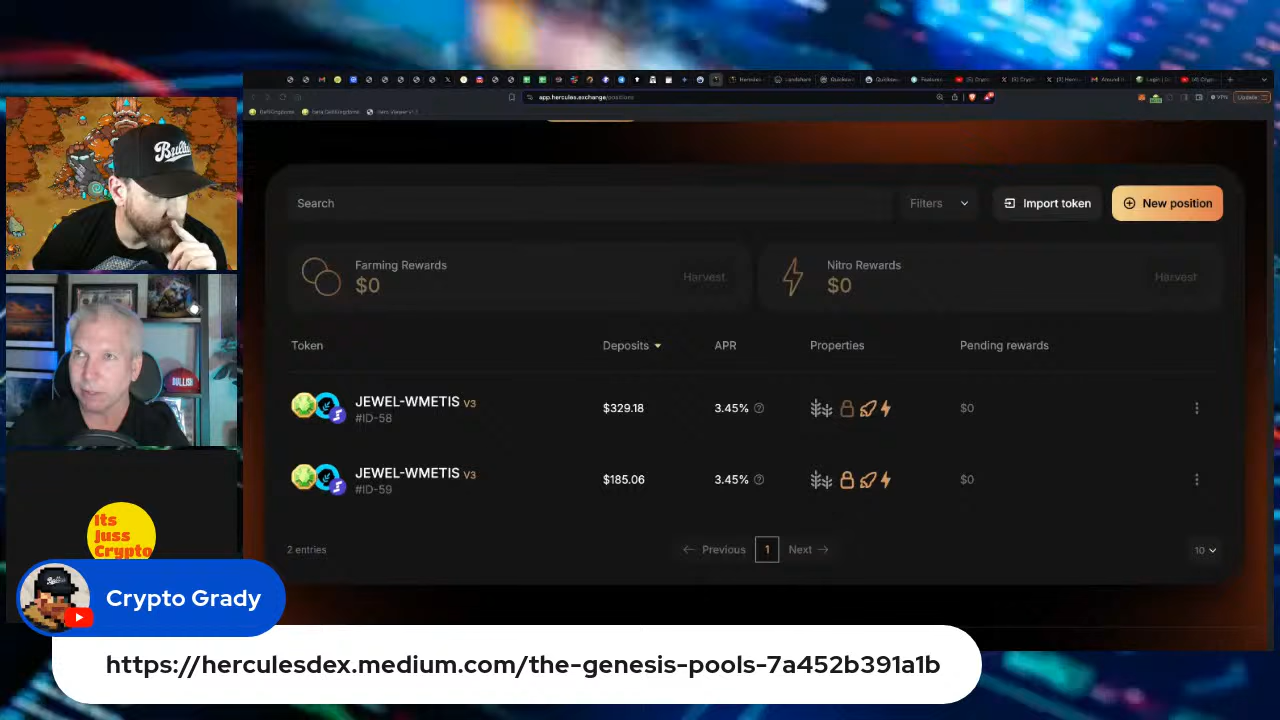 app.hercules.exchange/positions
Search
Filters
Import token
New position
Farming Rewards
$0
Harvest
Nitro Rewards
$0
Harvest
Token
Deposits
APR
Properties
Pending rewards
JEWEL-WMETIS V3
#ID-58
$329.18
3.45%
$0
JEWEL-WMETIS V3
#ID-59
$185.06
3.45%
$0
2 entries
Previous
1
Next
10
BULLISH
Its
Juss
Crypto
Crypto Grady
https://herculesdex.medium.com/the-genesis-pools-7a452b391a1b